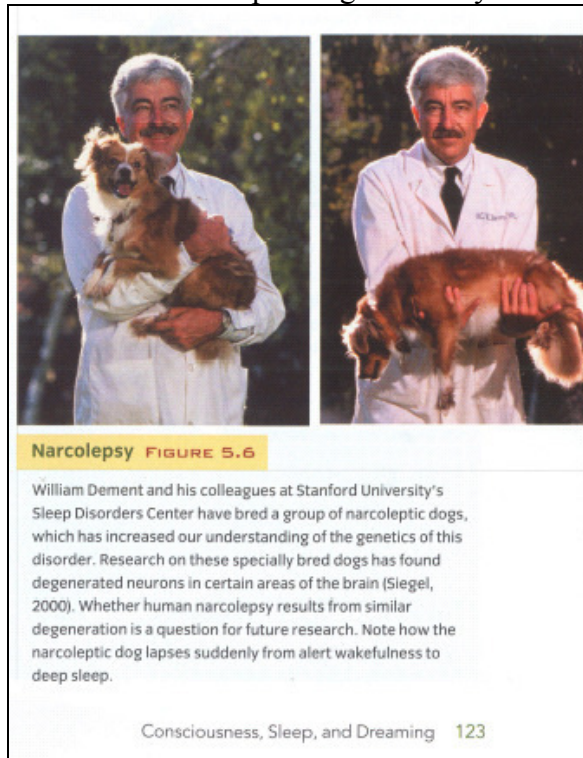 Narcolepsy FIGURE 5.6
William Dement and his colleagues at Stanford University's
Sleep Disorders Center have bred a group of narcoleptic dogs,
which has increased our understanding of the genetics of this
disorder. Research on these specially bred dogs has found
degenerated neurons in certain areas of the brain (Siegel,
2000). Whether human narcolepsy results from similar
degeneration is a question for future research. Note how the
narcoleptic dog lapses suddenly from alert wakefulness to
deep sleep.
Consciousness, Sleep, and Dreaming 123